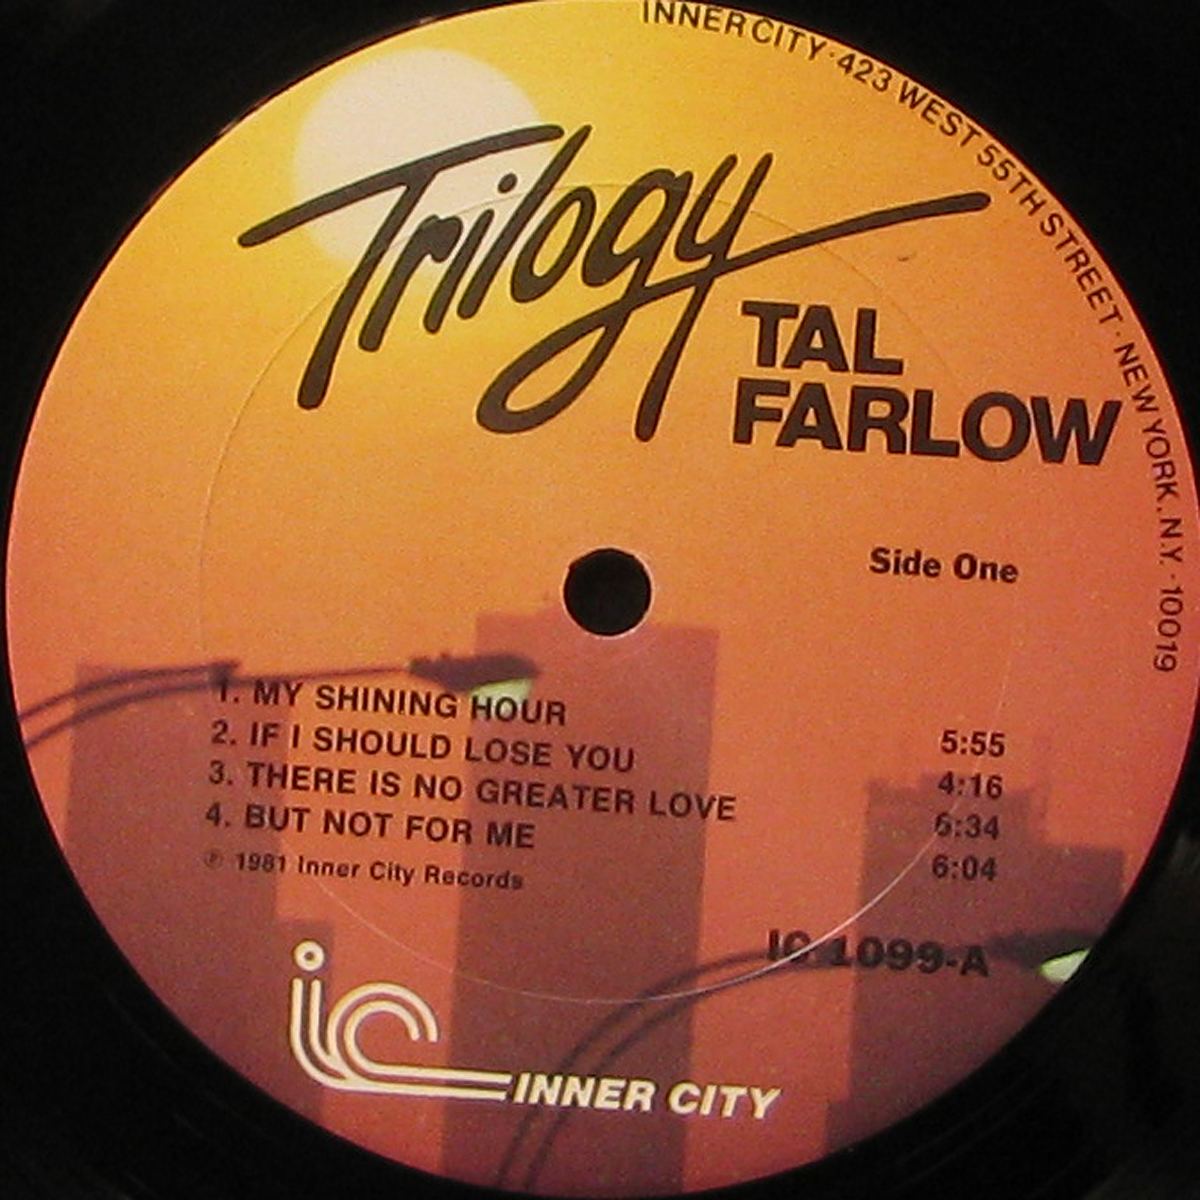 INNER CITY · 423 WEST 55TH STREET · NEW YORK, N.Y. · 10019
Trilogy
TAL
FARLOW
Side One
1. MY SHINING HOUR 5:55
2. IF I SHOULD LOSE YOU 4:16
3. THERE IS NO GREATER LOVE 6:34
4. BUT NOT FOR ME 6:04
℗ 1981 Inner City Records
IC 1099-A
ic INNER CITY